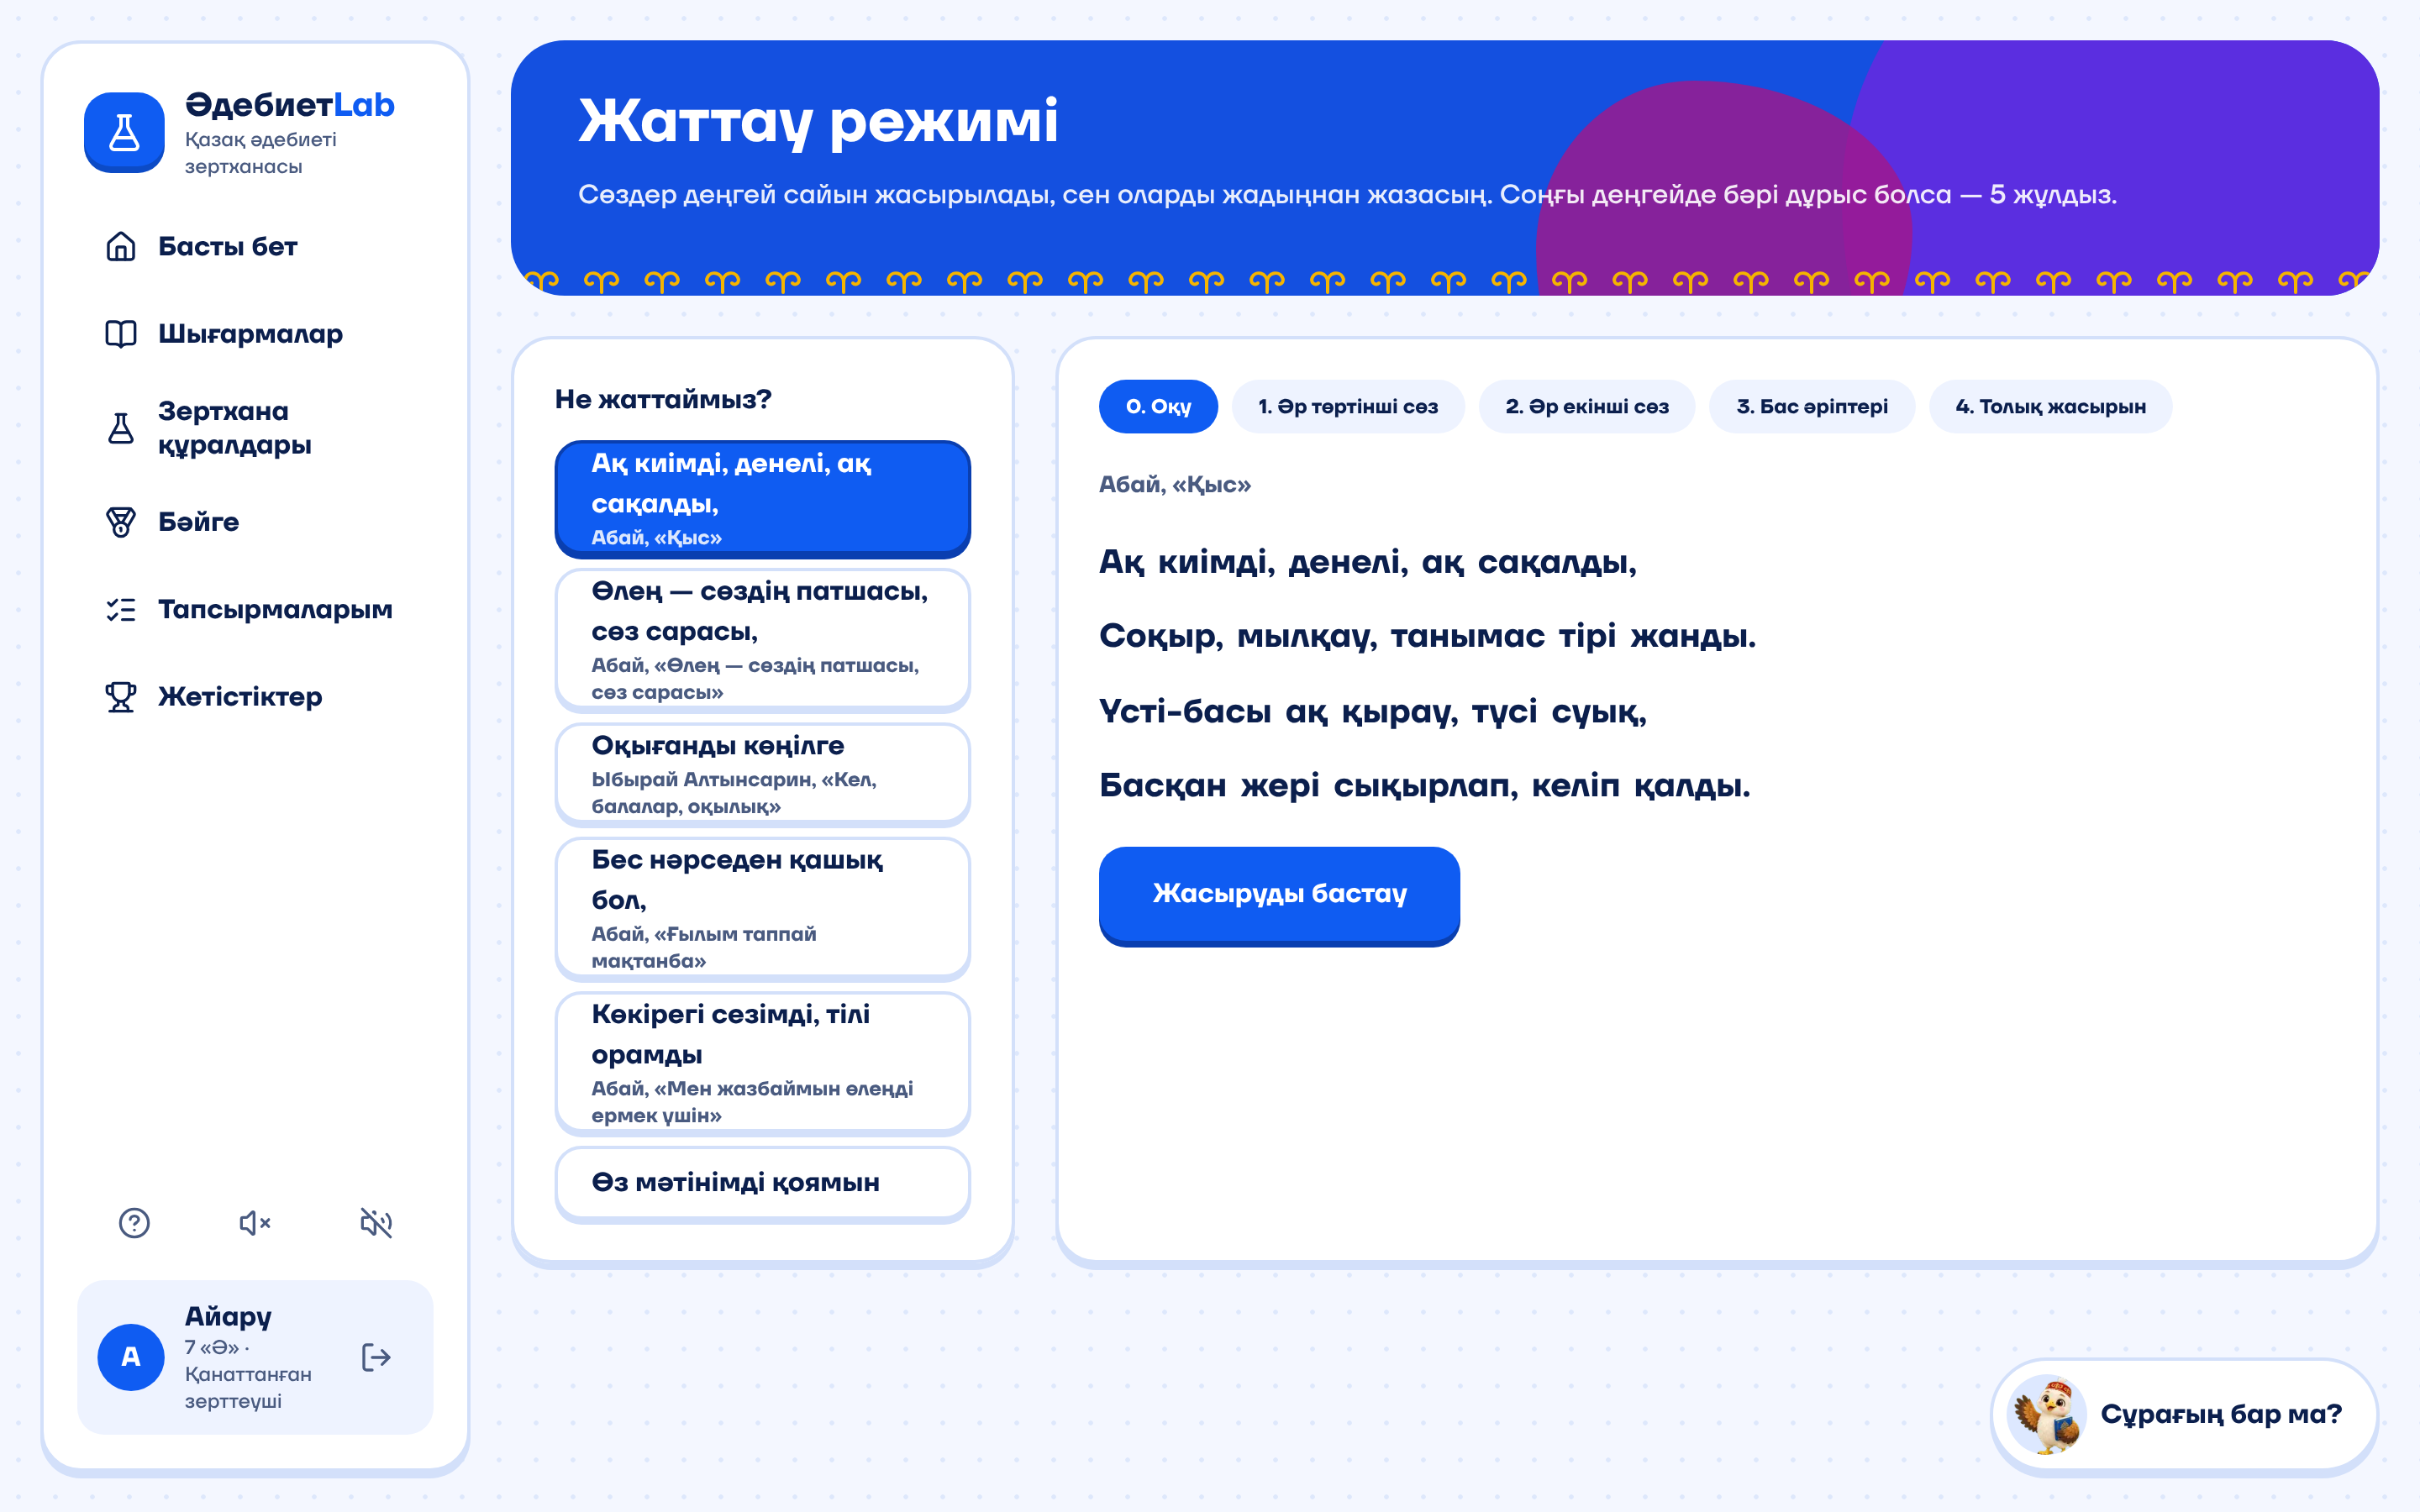 ӘдебиетLab
Қазақ әдебиеті
зертханасы
Басты бет
Шығармалар
Зертхана
құралдары
Бәйге
Тапсырмаларым
Жетістіктер
Айару
А
7 «Ә» ·
Қанаттанған
зерттеуші
Жаттау режимі
Сөздер деңгей сайын жасырылады, сен оларды жадыңнан жазасың. Соңғы деңгейде бәрі дұрыс болса — 5 жұлдыз.
Не жаттаймыз?
Ақ киімді, денелі, ақ
сақалды,
Абай, «Қыс»
Өлең — сөздің патшасы,
сөз сарасы,
Абай, «Өлең — сөздің патшасы,
сөз сарасы»
Оқығанды көңілге
Ыбырай Алтынсарин, «Кел,
балалар, оқылық»
Бес нәрседен қашық
бол,
Абай, «Ғылым таппай
мақтанба»
Көкірегі сезімді, тілі
орамды
Абай, «Мен жазбаймын өлеңді
ермек үшін»
Өз мәтінімді қоямын
0. Оқу
1. Әр төртінші сөз
2. Әр екінші сөз
3. Бас әріптері
4. Толық жасырын
Абай, «Қыс»
Ақ киімді, денелі, ақ сақалды,
Соқыр, мылқау, танымас тірі жанды.
Үсті-басы ақ қырау, түсі суық,
Басқан жері сықырлап, келіп қалды.
Жасыруды бастау
Сұрағың бар ма?